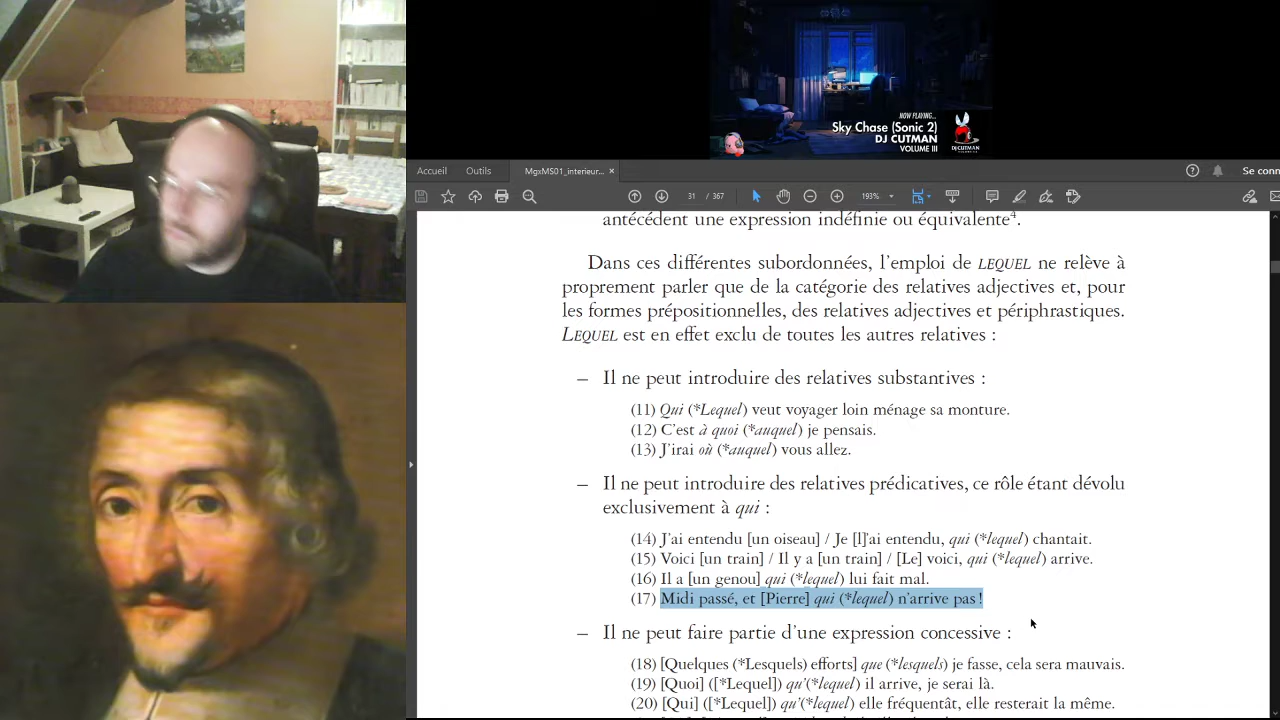 NOW PLAYING...
Sky Chase (Sonic 2)
DJ CUTMAN
VOLUME III
DJCUTMAN
Accueil Outils MgxMS01_interieur... × Se conn
31 / 367 193%
antécédent une expression indéfinie ou équivalente⁴.
Dans ces différentes subordonnées, l'emploi de LEQUEL ne relève à
proprement parler que de la catégorie des relatives adjectives et, pour
les formes prépositionnelles, des relatives adjectives et périphrastiques.
LEQUEL est en effet exclu de toutes les autres relatives :
– Il ne peut introduire des relatives substantives :
(11) Qui (*Lequel) veut voyager loin ménage sa monture.
(12) C'est à quoi (*auquel) je pensais.
(13) J'irai où (*auquel) vous allez.
– Il ne peut introduire des relatives prédicatives, ce rôle étant dévolu
exclusivement à qui :
(14) J'ai entendu [un oiseau] / Je [l]'ai entendu, qui (*lequel) chantait.
(15) Voici [un train] / Il y a [un train] / [Le] voici, qui (*lequel) arrive.
(16) Il a [un genou] qui (*lequel) lui fait mal.
(17) Midi passé, et [Pierre] qui (*lequel) n'arrive pas !
– Il ne peut faire partie d'une expression concessive :
(18) [Quelques (*Lesquels) efforts] que (*lesquels) je fasse, cela sera mauvais.
(19) [Quoi] ([*Lequel]) qu'(*lequel) il arrive, je serai là.
(20) [Qui] ([*Lequel]) qu'(*lequel) elle fréquentât, elle resterait la même.